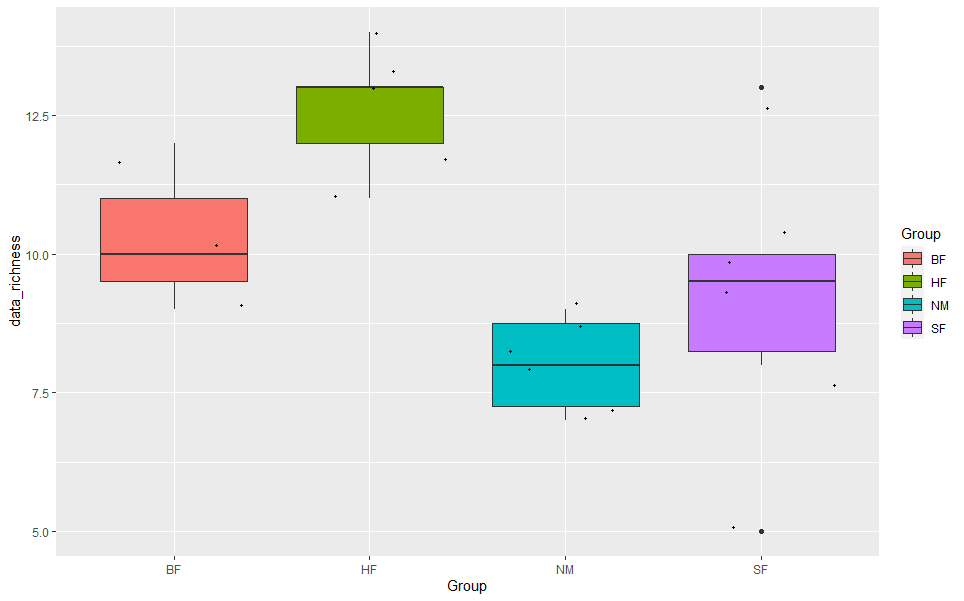 data_richness
12.5
10.0
7.5
5.0
BF
HF
NM
SF
Group
Group
BF
HF
NM
SF